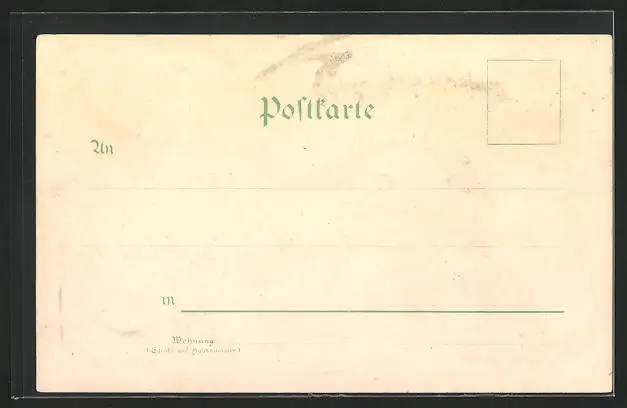 Postkarte
An
in
Wohnung
(Straße und Hausnummer)